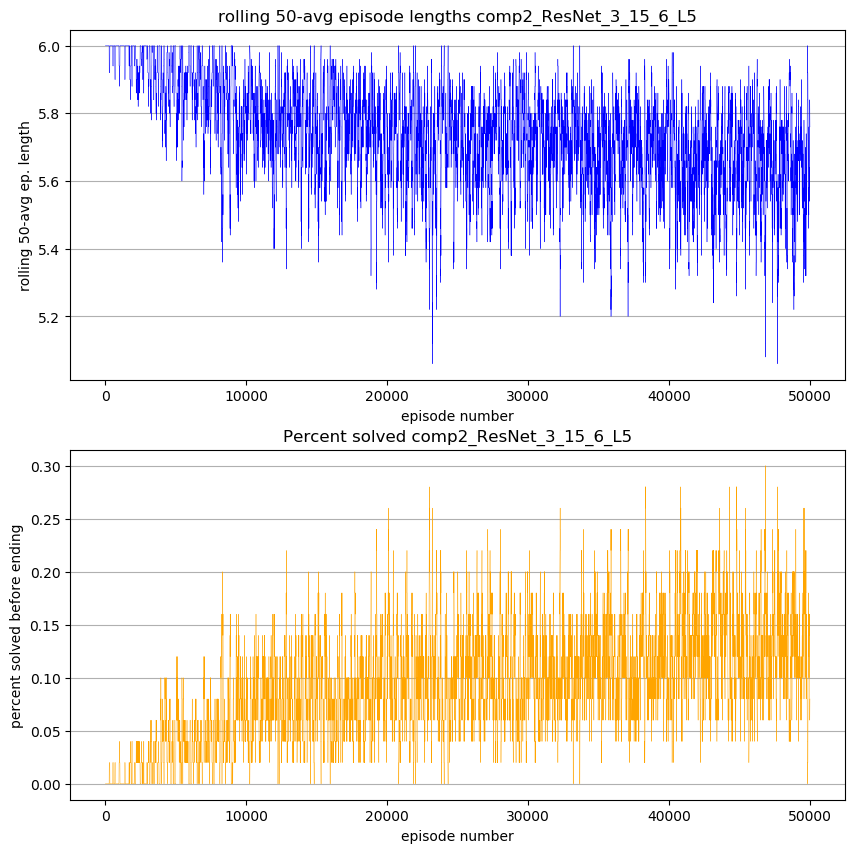 rolling 50-avg episode lengths comp2_ResNet_3_15_6_L5
6.0
5.8
5.6
5.4
5.2
rolling 50-avg ep. length
0 10000 20000 30000 40000 50000
episode number
Percent solved comp2_ResNet_3_15_6_L5
0.30
0.25
0.20
0.15
0.10
0.05
0.00
percent solved before ending
0 10000 20000 30000 40000 50000
episode number